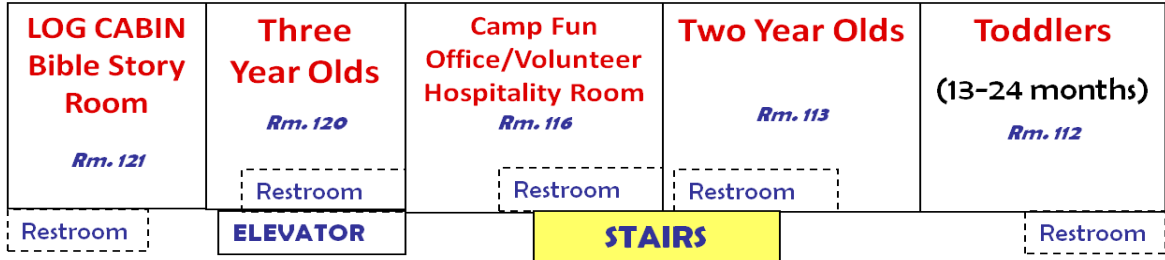 LOG CABIN
Bible Story
Room
Rm. 121
Three
Year Olds
Rm. 120
Restroom
Camp Fun
Office/Volunteer
Hospitality Room
Rm. 116
Restroom
Two Year Olds
Rm. 113
Restroom
Toddlers
(13-24 months)
Rm. 112
Restroom
ELEVATOR
STAIRS
Restroom